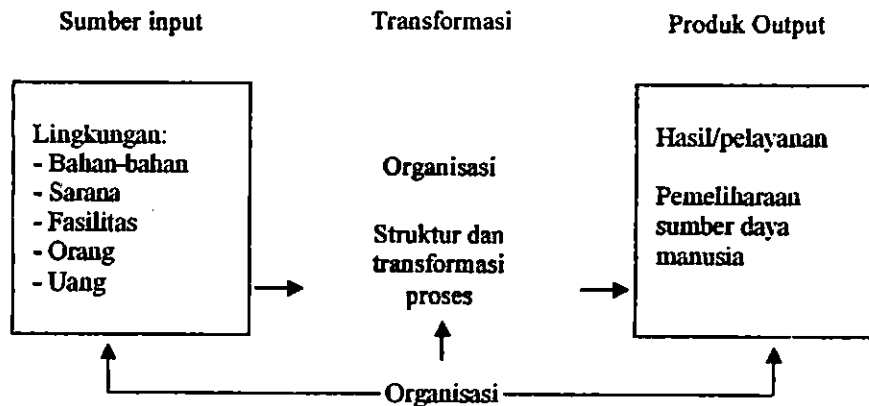 Sumber input
Transformasi
Produk Output
Lingkungan:
- Bahan-bahan
- Sarana
- Fasilitas
- Orang
- Uang
Organisasi
Struktur dan
transformasi
proses
Hasil/pelayanan
Pemeliharaan
sumber daya
manusia
Organisasi